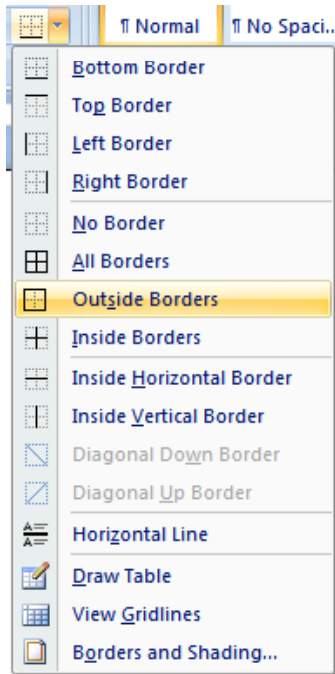 ¶ Normal ¶ No Spaci..
Bottom Border
Top Border
Left Border
Right Border
No Border
All Borders
Outside Borders
Inside Borders
Inside Horizontal Border
Inside Vertical Border
Diagonal Down Border
Diagonal Up Border
Horizontal Line
Draw Table
View Gridlines
Borders and Shading...